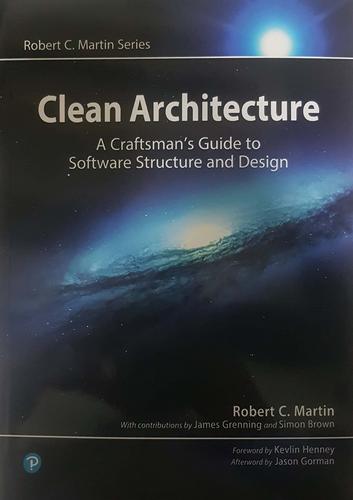 Robert C. Martin Series
Clean Architecture
A Craftsman's Guide to
Software Structure and Design
Robert C. Martin
With contributions by James Grenning and Simon Brown
Foreword by Kevlin Henney
Afterword by Jason Gorman
P